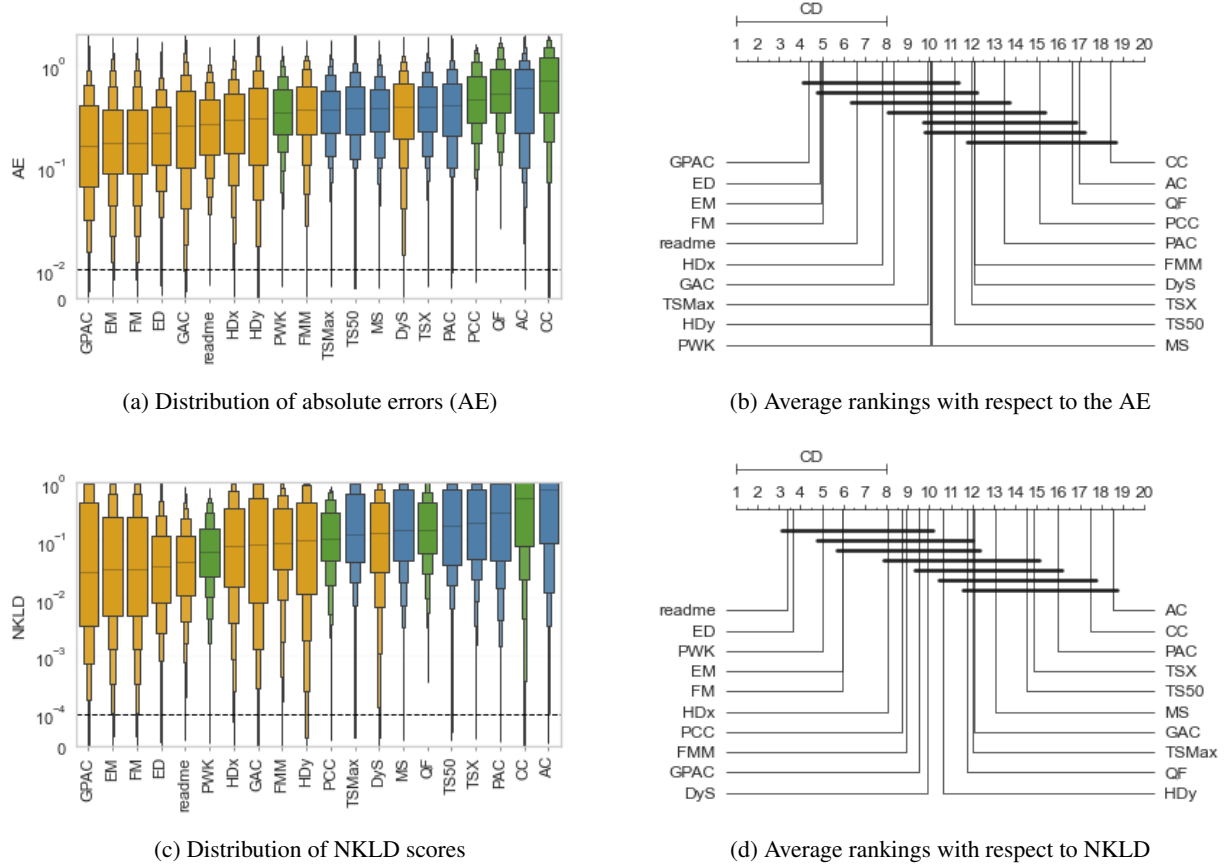 AE
10⁰
10⁻¹
10⁻²
0
GPAC EM FM ED GAC readme HDx HDy PWK FMM TSMax TS50 MS DyS TSX PAC PCC QF AC CC
(a) Distribution of absolute errors (AE)
CD
1 2 3 4 5 6 7 8 9 10 11 12 13 14 15 16 17 18 19 20
GPAC CC
ED AC
EM QF
FM PCC
readme PAC
HDx FMM
GAC DyS
TSMax TSX
HDy TS50
PWK MS
(b) Average rankings with respect to the AE
NKLD
10⁰
10⁻¹
10⁻²
10⁻³
10⁻⁴
0
GPAC EM FM ED readme PWK HDx GAC FMM HDy PCC TSMax DyS MS QF TS50 TSX PAC CC AC
(c) Distribution of NKLD scores
CD
1 2 3 4 5 6 7 8 9 10 11 12 13 14 15 16 17 18 19 20
readme AC
ED CC
PWK PAC
EM TSX
FM TS50
HDx MS
PCC GAC
FMM TSMax
GPAC QF
DyS HDy
(d) Average rankings with respect to NKLD